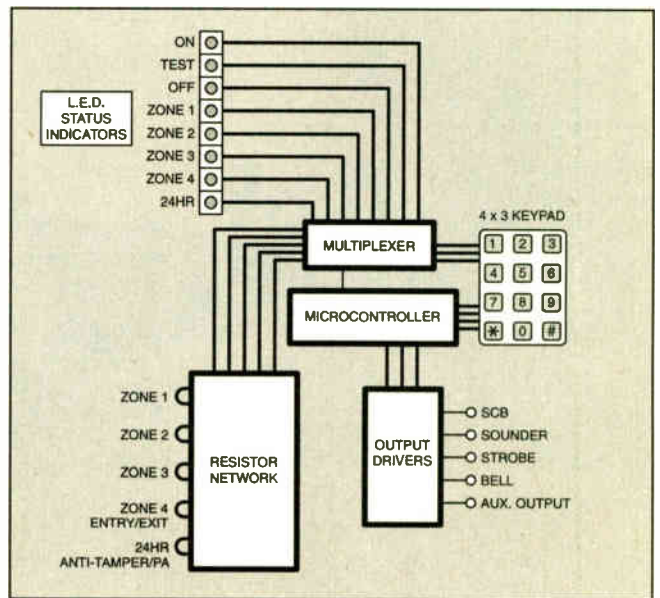 ON
TEST
OFF
ZONE 1
ZONE 2
ZONE 3
ZONE 4
24HR
L.E.D.
STATUS
INDICATORS
MULTIPLEXER
4 x 3 KEYPAD
1 2 3
4 5 6
7 8 9
* 0 #
MICROCONTROLLER
ZONE 1
ZONE 2
ZONE 3
ZONE 4
ENTRY/EXIT
24HR
ANTI-TAMPER/PA
RESISTOR
NETWORK
OUTPUT
DRIVERS
SCB
SOUNDER
STROBE
BELL
AUX. OUTPUT